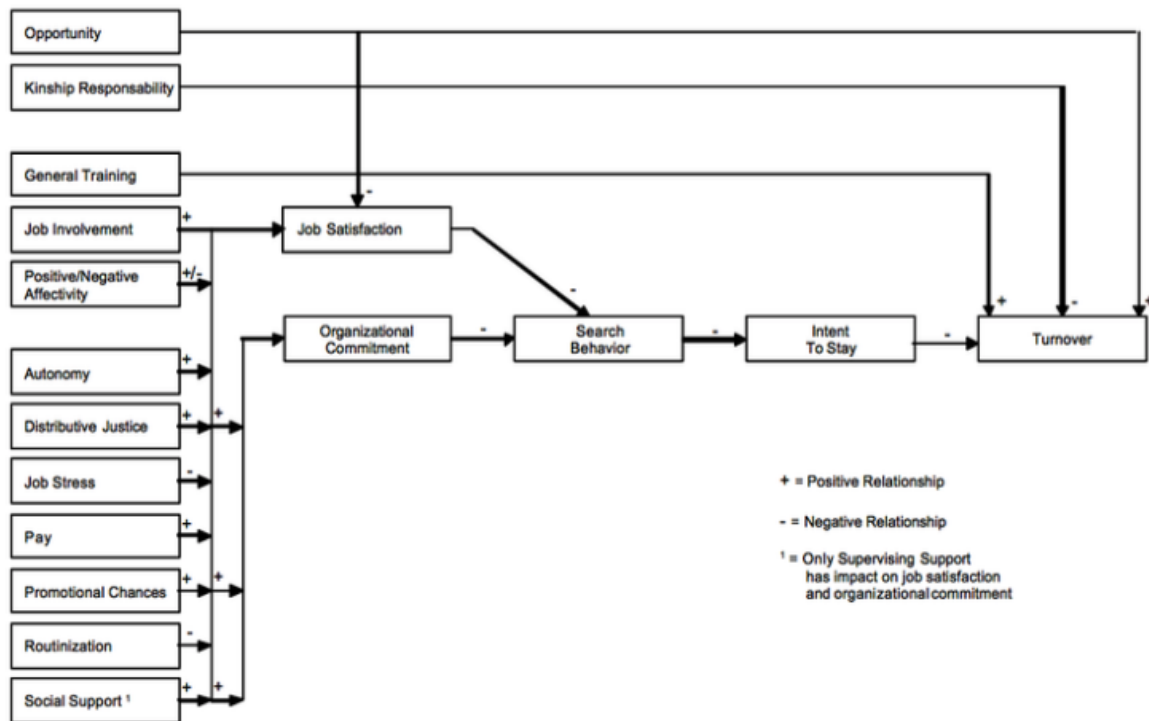 Opportunity
Kinship Responsability
General Training
Job Involvement
+
Job Satisfaction
-
Positive/Negative
Affectivity
+/-
-
Organizational
Commitment
-
Search
Behavior
-
Intent
To Stay
-
+
-
+
Turnover
Autonomy
+
Distributive Justice
+
+
Job Stress
-
Pay
+
Promotional Chances
+
+
Routinization
-
Social Support ¹
+
+
+ = Positive Relationship
- = Negative Relationship
¹ = Only Supervising Support
has impact on job satisfaction
and organizational commitment